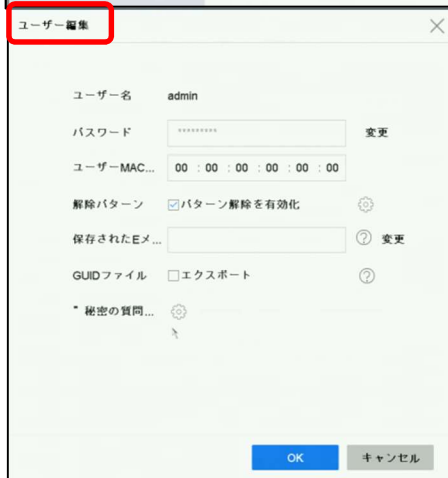 ユーザー編集
ユーザー名 admin
パスワード ********* 変更
ユーザーMAC... 00 : 00 : 00 : 00 : 00 : 00
解除パターン パターン解除を有効化
保存されたEメ... 変更
GUIDファイル エクスポート
* 秘密の質問...
OK キャンセル